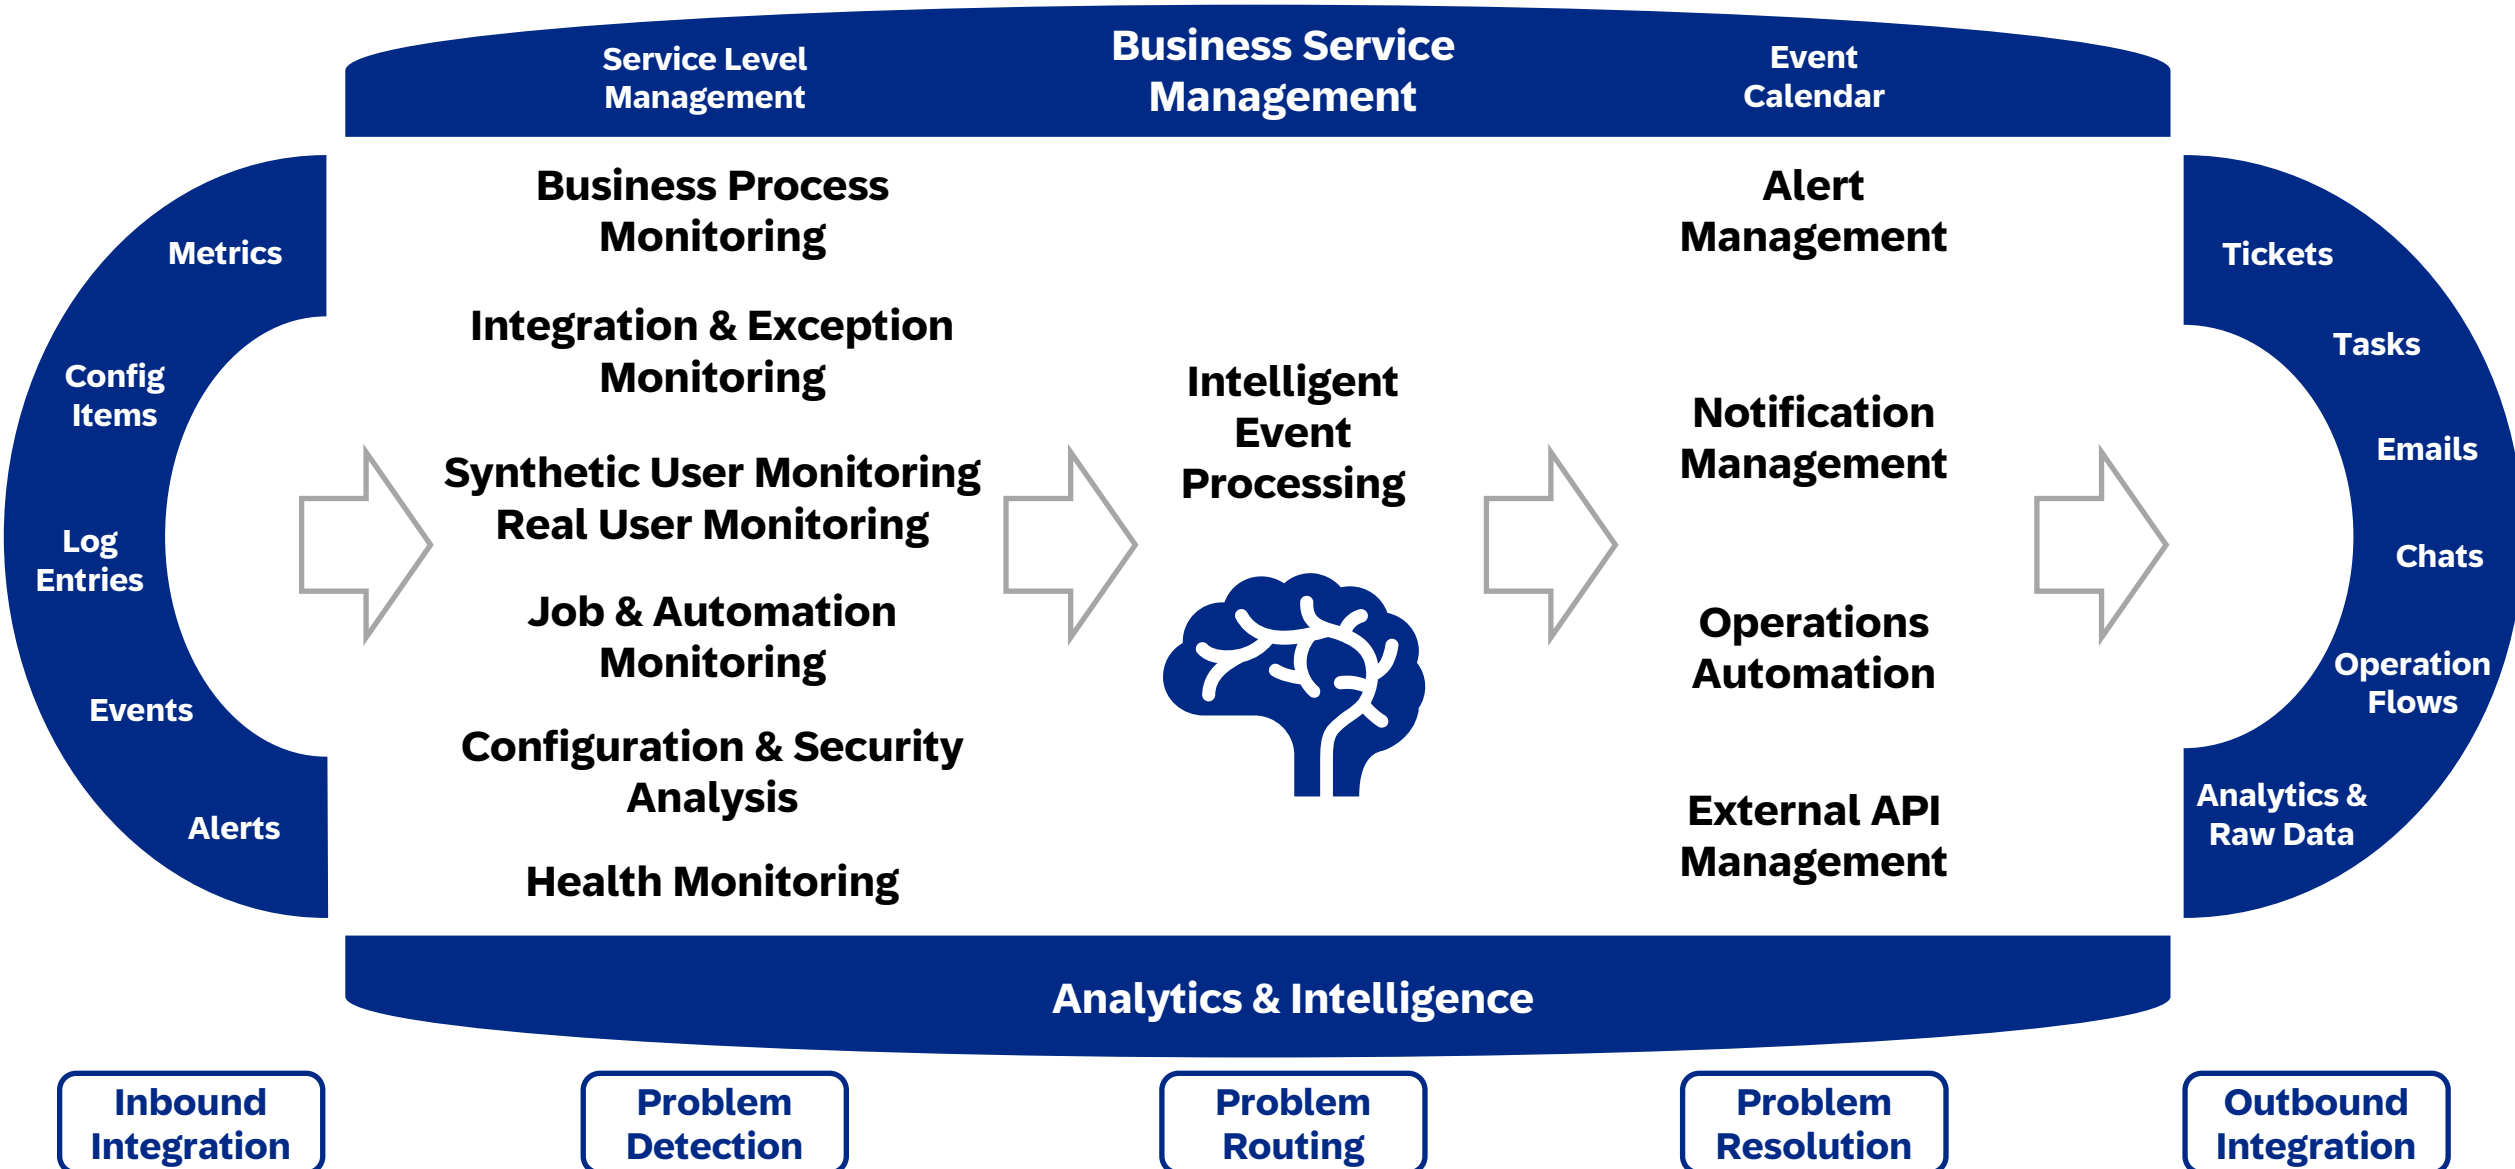 Service Level
Management
Business Service
Management
Event
Calendar
Metrics
Config
Items
Log
Entries
Events
Alerts
Business Process
Monitoring
Integration & Exception
Monitoring
Synthetic User Monitoring
Real User Monitoring
Job & Automation
Monitoring
Configuration & Security
Analysis
Health Monitoring
Intelligent
Event
Processing
Alert
Management
Notification
Management
Operations
Automation
External API
Management
Tickets
Tasks
Emails
Chats
Operation
Flows
Analytics &
Raw Data
Analytics & Intelligence
Inbound
Integration
Problem
Detection
Problem
Routing
Problem
Resolution
Outbound
Integration